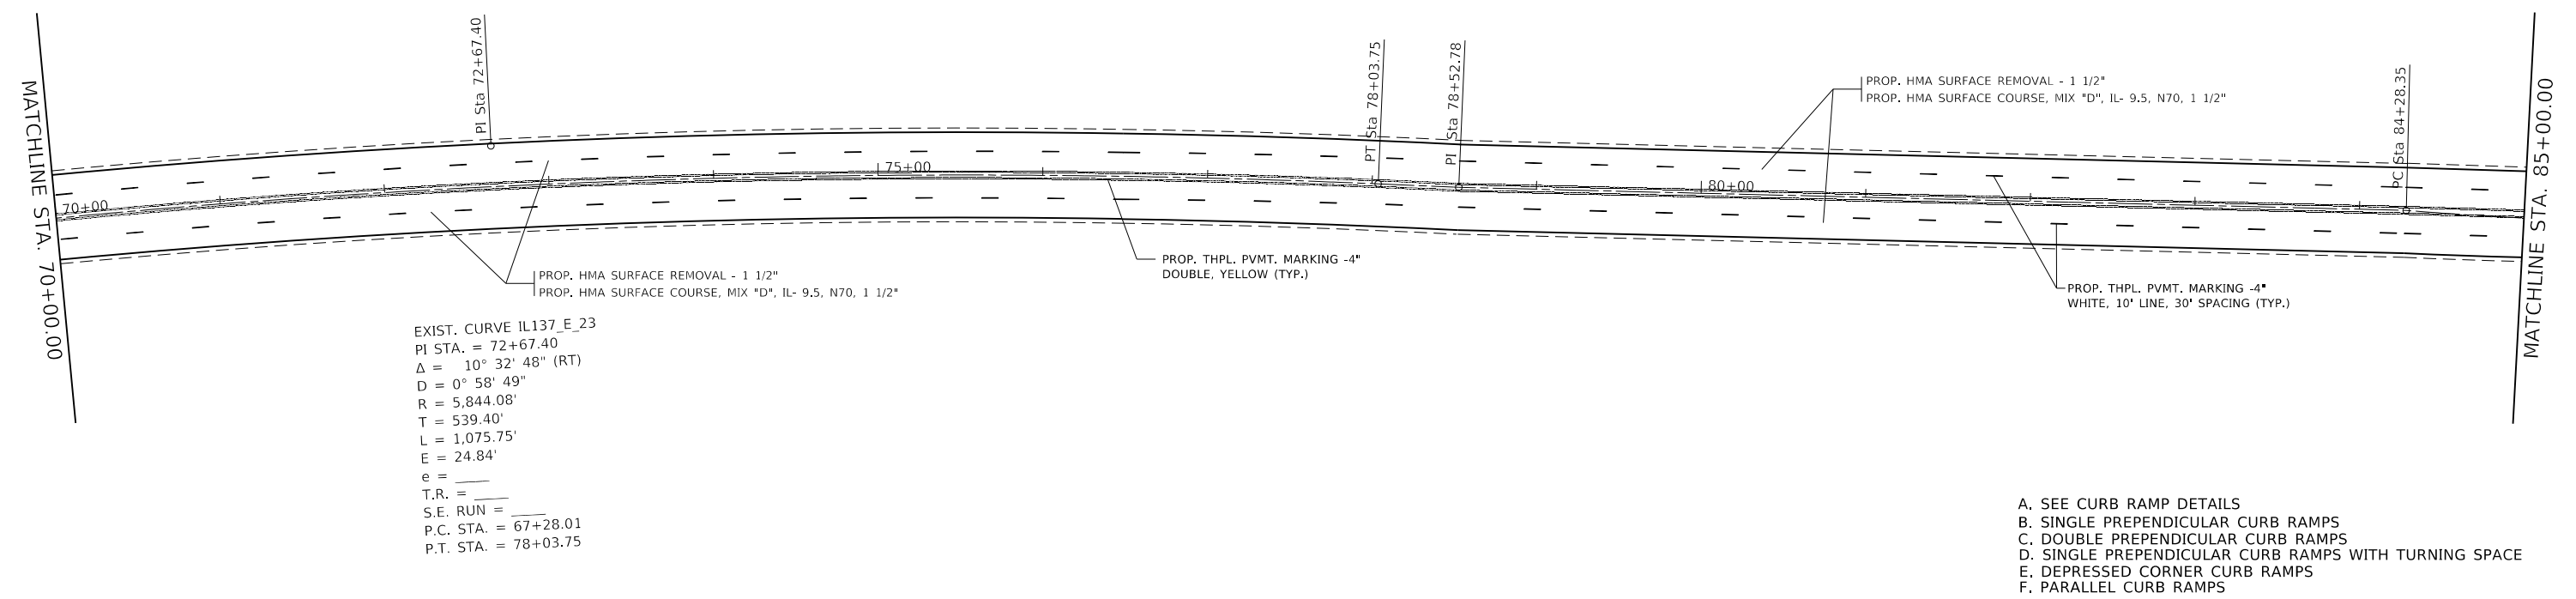 MATCHLINE STA. 70+00.00
PI Sta 72+67.40
PT Sta 78+03.75
PI Sta 78+52.78
PC Sta 84+28.35
MATCHLINE STA. 85+00.00
PROP. HMA SURFACE REMOVAL - 1 1/2"
PROP. HMA SURFACE COURSE, MIX "D", IL- 9.5, N70, 1 1/2"
70+00
75+00
80+00
PROP. HMA SURFACE REMOVAL - 1 1/2"
PROP. HMA SURFACE COURSE, MIX "D", IL- 9.5, N70, 1 1/2"
PROP. THPL. PVMT. MARKING -4"
DOUBLE, YELLOW (TYP.)
PROP. THPL. PVMT. MARKING -4"
WHITE, 10' LINE, 30' SPACING (TYP.)
EXIST. CURVE IL137_E_23
PI STA. = 72+67.40
Δ = 10° 32' 48" (RT)
D = 0° 58' 49"
R = 5,844.08'
T = 539.40'
L = 1,075.75'
E = 24.84'
e = ____
T.R. = ____
S.E. RUN = ____
P.C. STA. = 67+28.01
P.T. STA. = 78+03.75
A. SEE CURB RAMP DETAILS
B. SINGLE PREPENDICULAR CURB RAMPS
C. DOUBLE PREPENDICULAR CURB RAMPS
D. SINGLE PREPENDICULAR CURB RAMPS WITH TURNING SPACE
E. DEPRESSED CORNER CURB RAMPS
F. PARALLEL CURB RAMPS